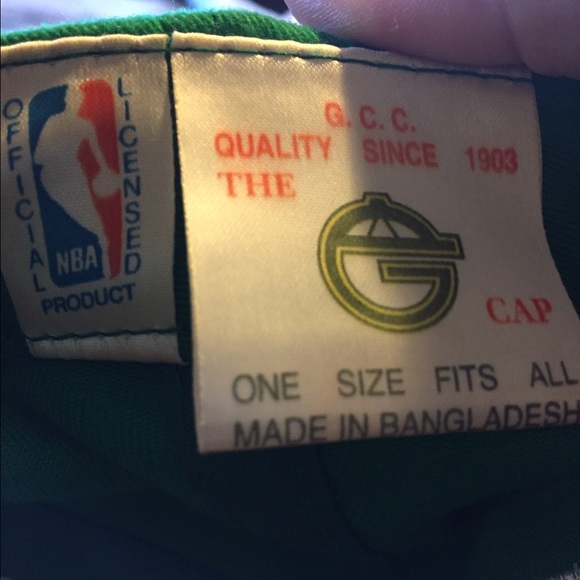 OFFICIAL
LICENSED
NBA
PRODUCT
G. C. C.
QUALITY SINCE 1903
THE
G
CAP
ONE SIZE FITS ALL
MADE IN BANGLADESH